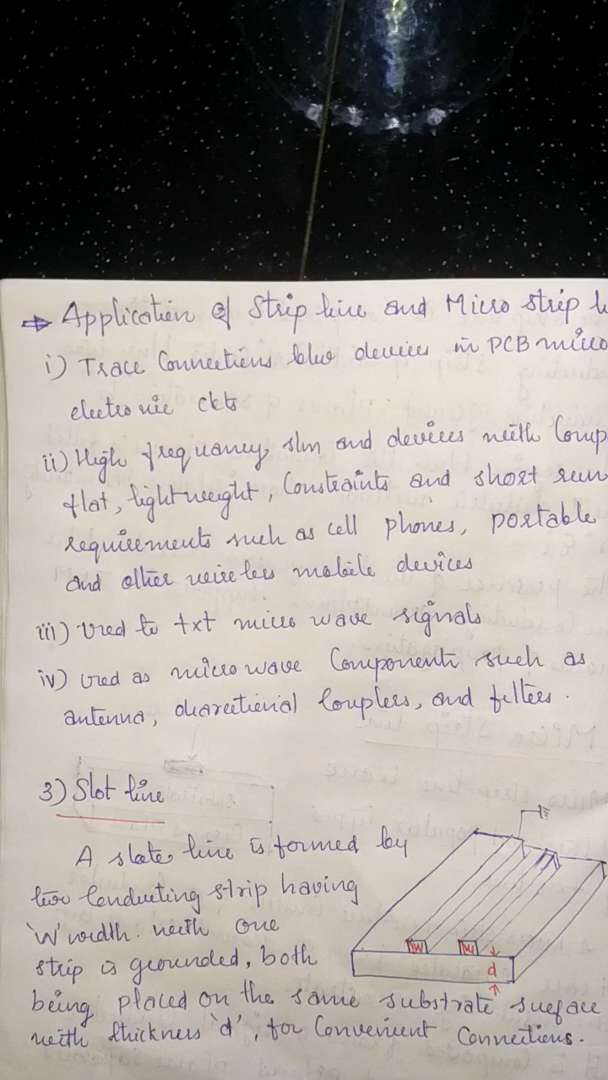 ⇒ Application of Strip line and Micro strip l
i) Trace Connections b/w devices in PCB micro
electronic ckts
ii) High frequency s/m and devices with Comp
flat, light weight, Constraints and short run
requirements such as cell phones, portable
and other wireless mobile devices
iii) Used to txt micro wave signals
iv) Used as microwave Components such as
antenna, directional Couplers, and filters.
3) Slot line
A slate line is formed by
two Conducting strip having
'W' width with one
strip is grounded, both
being placed on the same substrate surface
with thickness 'd', for Convenient Connections.
W W
d